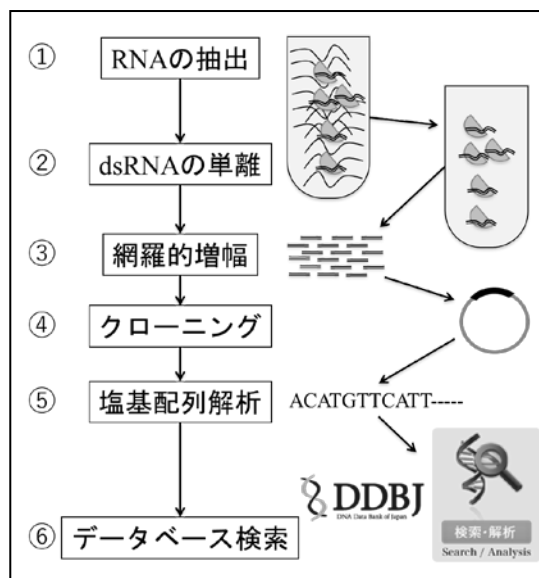 ① RNAの抽出
② dsRNAの単離
③ 網羅的増幅
④ クローニング
⑤ 塩基配列解析
ACATGTTCATT-----
DDBJ
DNA Data Bank of Japan
検索・解析
Search / Analysis
⑥ データベース検索